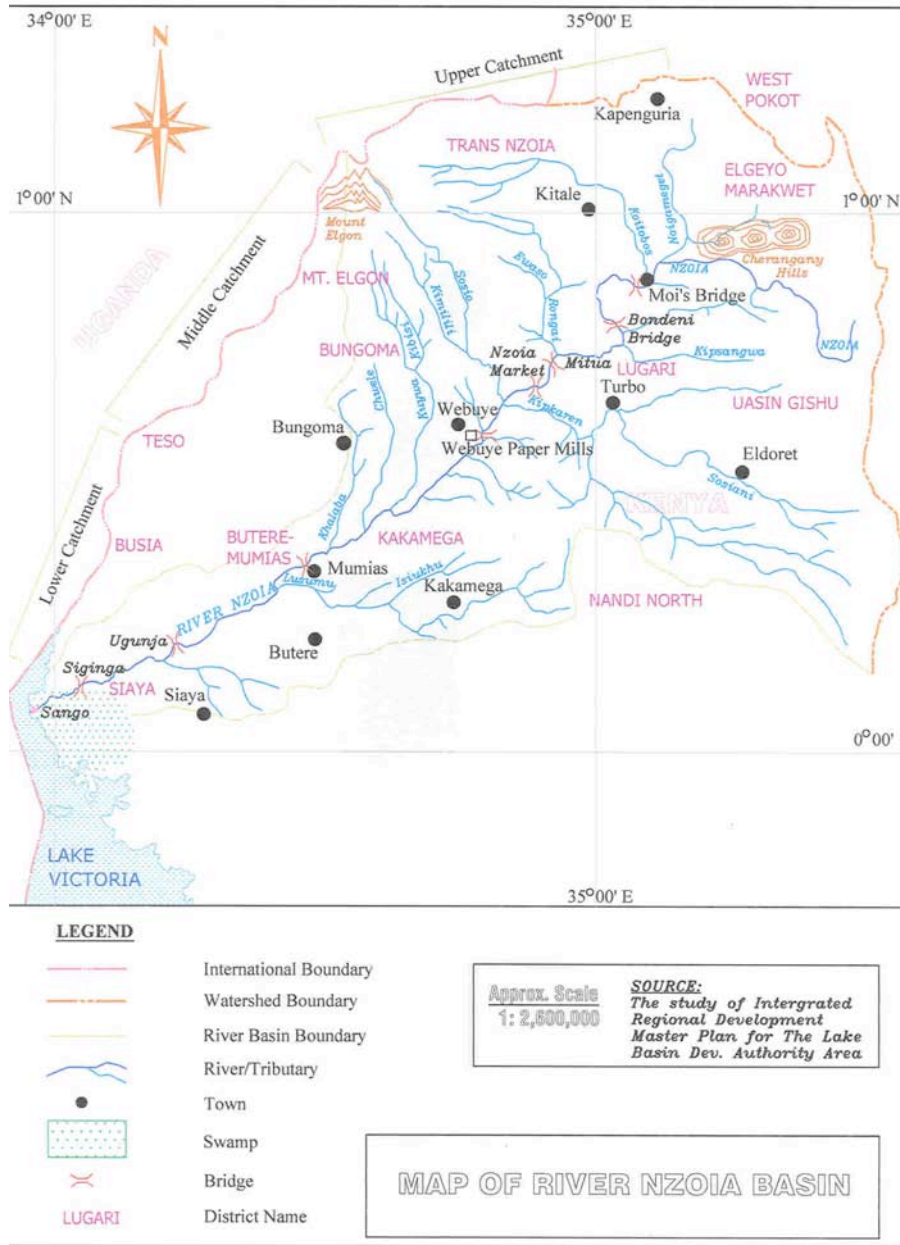 34° 00' E
35° 00' E
N
Upper Catchment
WEST
POKOT
Kapenguria
TRANS NZOIA
ELGEYO
MARAKWET
1° 00' N
1° 00' N
Kitale
Koitobos
Mount
Elgon
Cherangany
Hills
NZOIA
Moi's Bridge
UGANDA
Middle Catchment
MT. ELGON
Sosio
Kimilili
Ewaso
Rongai
Bondeni
Bridge
NZOIA
Kibisi
BUNGOMA
Nzoia
Market
Mitua
LUGARI
Kipsangwa
Chuele
Kuywa
Kipkaren
Turbo
UASIN GISHU
Webuye
Bungoma
Webuye Paper Mills
TESO
Eldoret
Sosiani
KENYA
Lower Catchment
Khalaba
BUSIA
BUTERE-
MUMIAS
KAKAMEGA
Mumias
Lusumu
Isiukhu
Kakamega
NANDI NORTH
RIVER NZOIA
Ugunja
Butere
Siginga
SIAYA
Siaya
Sango
0° 00'
LAKE
VICTORIA
35° 00' E
LEGEND
International Boundary
Watershed Boundary
River Basin Boundary
River/Tributary
Town
Swamp
Bridge
LUGARI
District Name
Approx. Scale
1: 2,600,000
SOURCE:
The study of Intergrated
Regional Development
Master Plan for The Lake
Basin Dev. Authority Area
MAP OF RIVER NZOIA BASIN